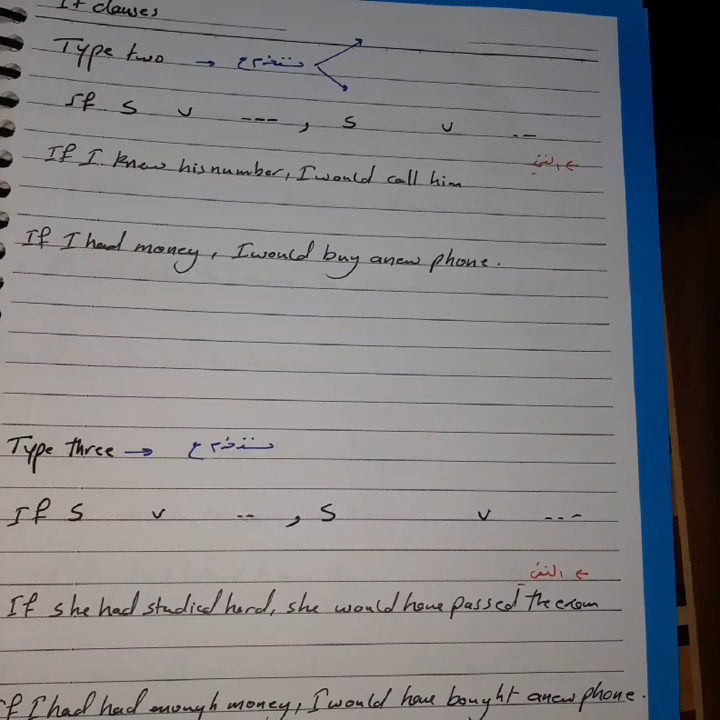 If clauses
Type two → نستخدم ع
If S v ---, S v ---
If I knew his number, I would call him
← النفي
If I had money, I would buy a new phone.
Type three → نستخدم ع
If S v --, S v ---
← النفي
If she had studied hard, she would have passed the exam
If I had had enough money, I would have bought a new phone.